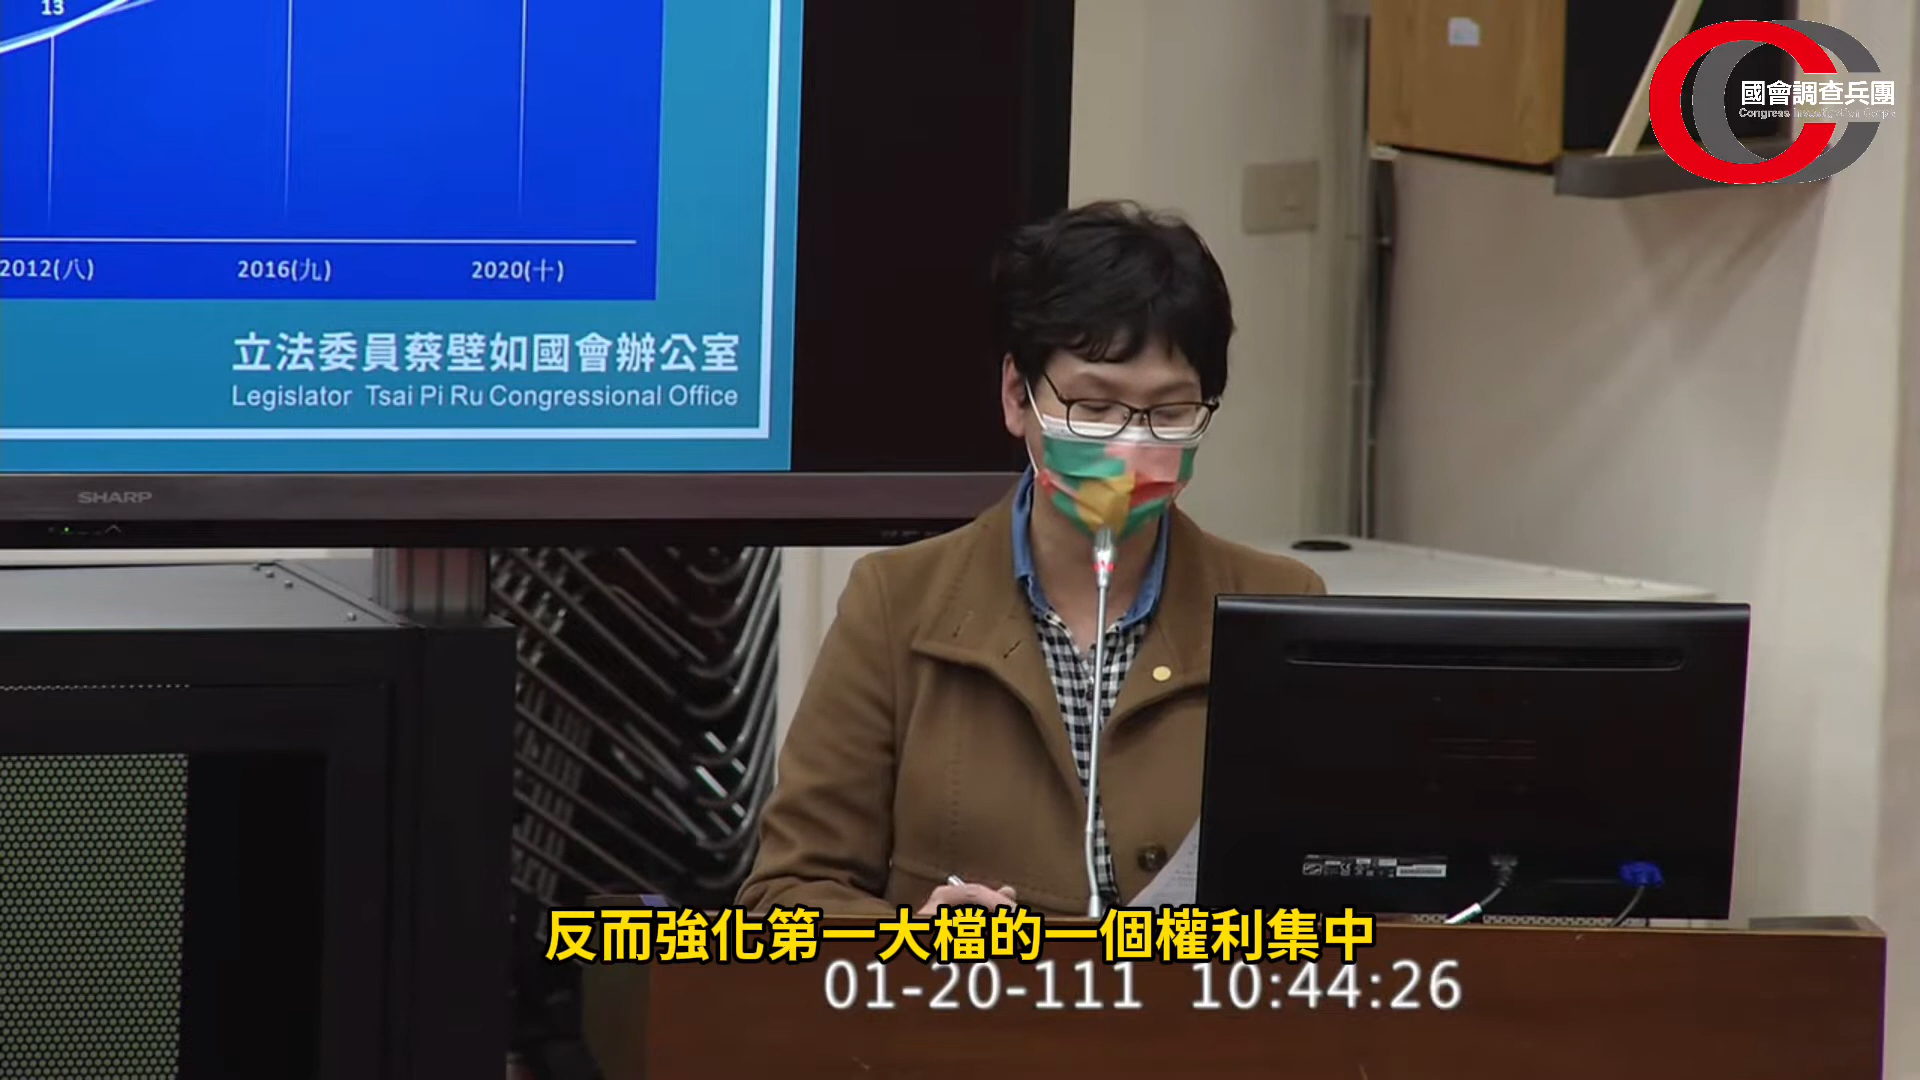 13
國會調查兵團
2012(八)
2016(九)
2020(十)
立法委員蔡壁如國會辦公室
Legislator Tsai Pi Ru Congressional Office
SHARP
反而強化第一大檔的一個權利集中
01-20-111 10:44:26